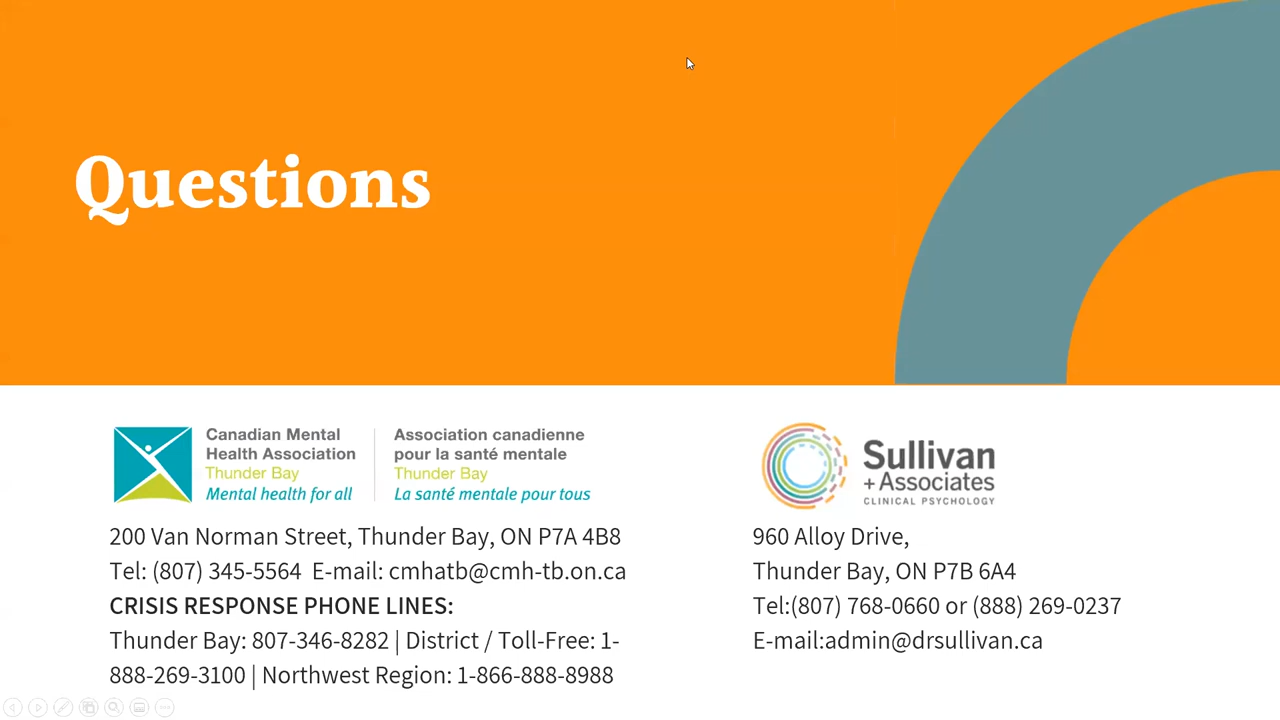 Questions
Canadian Mental
Health Association
Thunder Bay
Mental health for all
Association canadienne
pour la santé mentale
Thunder Bay
La santé mentale pour tous
200 Van Norman Street, Thunder Bay, ON P7A 4B8
Tel: (807) 345-5564  E-mail: cmhatb@cmh-tb.on.ca
CRISIS RESPONSE PHONE LINES:
Thunder Bay: 807-346-8282 | District / Toll-Free: 1-
888-269-3100 | Northwest Region: 1-866-888-8988
Sullivan
+ Associates
CLINICAL PSYCHOLOGY
960 Alloy Drive,
Thunder Bay, ON P7B 6A4
Tel:(807) 768-0660 or (888) 269-0237
E-mail:admin@drsullivan.ca